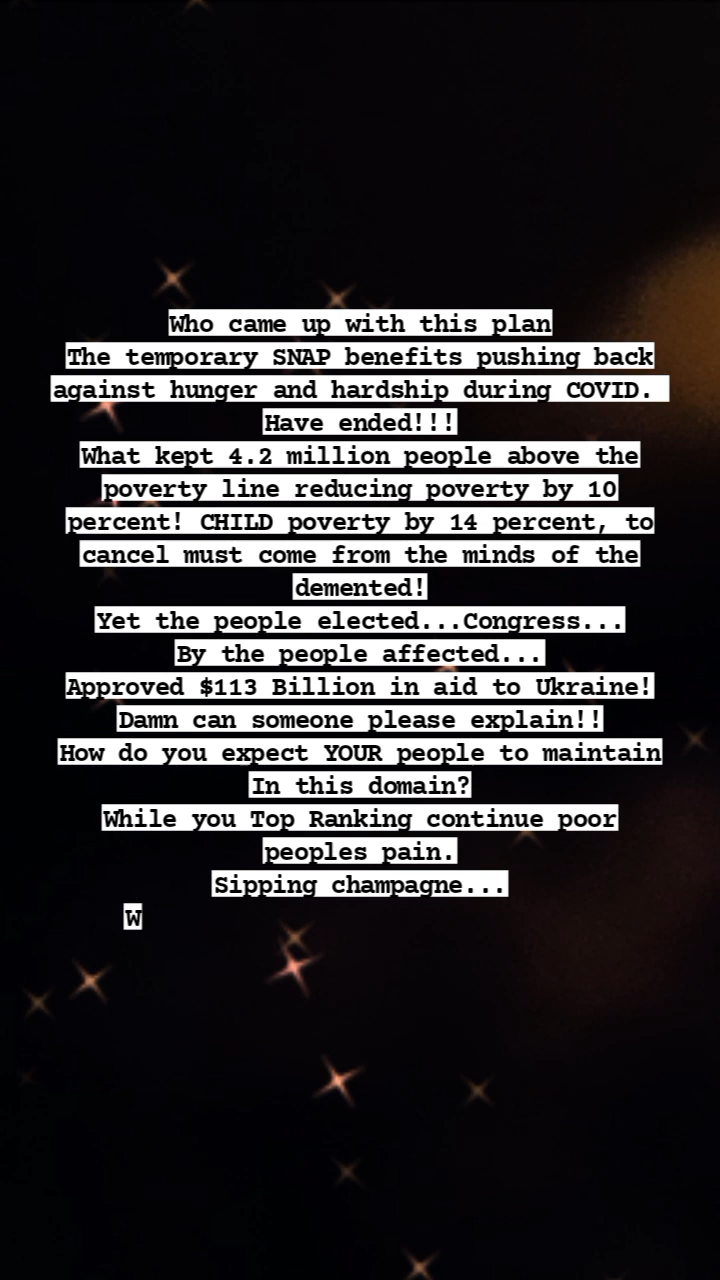 Who came up with this plan
The temporary SNAP benefits pushing back
against hunger and hardship during COVID.
Have ended!!!
What kept 4.2 million people above the
poverty line reducing poverty by 10
percent! CHILD poverty by 14 percent, to
cancel must come from the minds of the
demented!
Yet the people elected...Congress...
By the people affected...
Approved $113 Billion in aid to Ukraine!
Damn can someone please explain!!
How do you expect YOUR people to maintain
In this domain?
While you Top Ranking continue poor
peoples pain.
Sipping champagne...
W